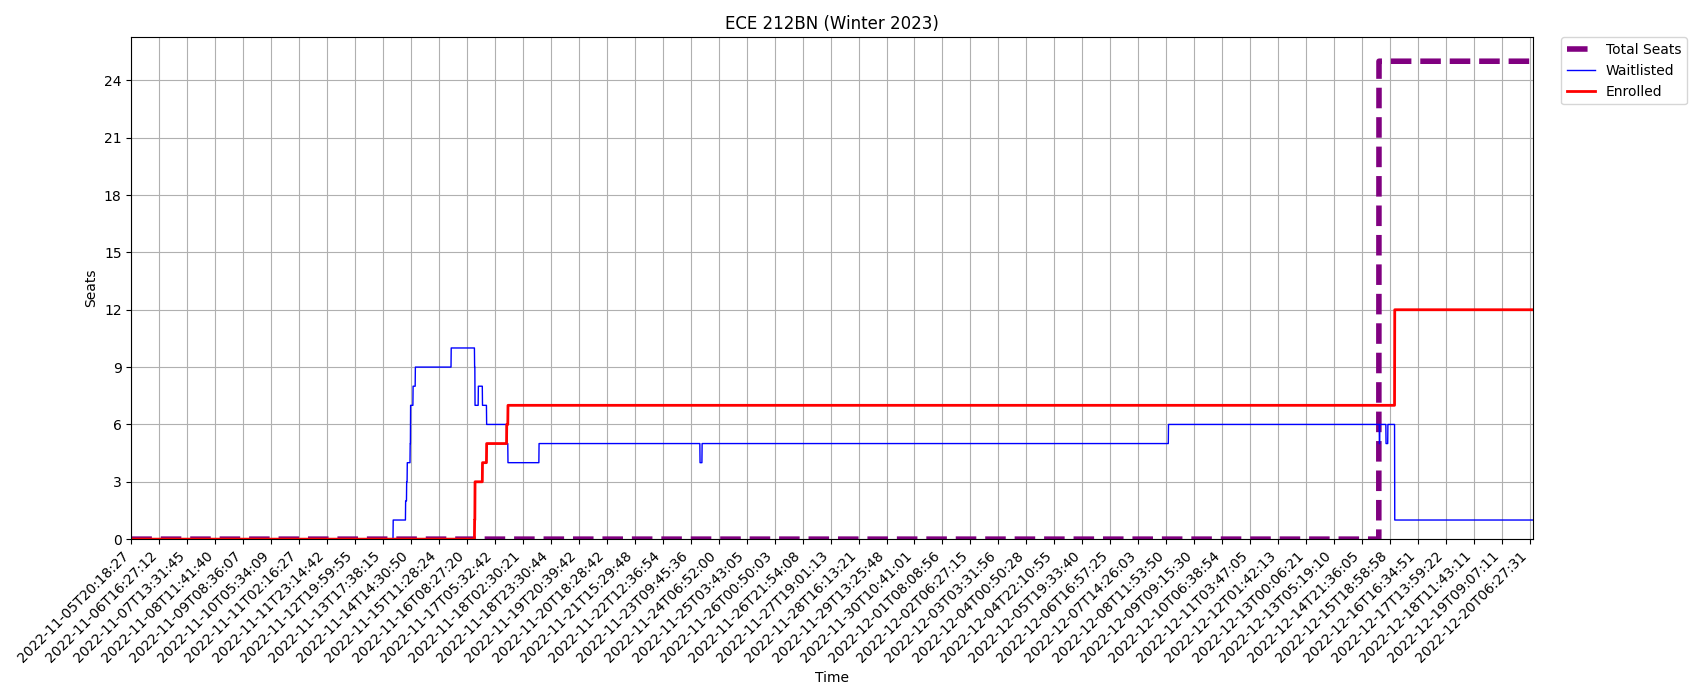 ECE 212BN (Winter 2023)
Total Seats
Waitlisted
Enrolled
Seats
24
21
18
15
12
9
6
3
0
2022-11-05T20:18:27
2022-11-06T16:27:12
2022-11-07T13:31:45
2022-11-08T11:41:40
2022-11-09T08:36:07
2022-11-10T05:34:09
2022-11-11T02:16:27
2022-11-11T23:14:42
2022-11-12T19:59:55
2022-11-13T17:38:15
2022-11-14T14:30:50
2022-11-15T11:28:24
2022-11-16T08:27:20
2022-11-17T05:32:42
2022-11-18T02:30:21
2022-11-18T23:30:44
2022-11-19T20:39:42
2022-11-20T18:28:42
2022-11-21T15:29:48
2022-11-22T12:36:54
2022-11-23T09:45:36
2022-11-24T06:52:00
2022-11-25T03:43:05
2022-11-26T00:50:03
2022-11-26T21:54:08
2022-11-27T19:01:13
2022-11-28T16:13:21
2022-11-29T13:25:48
2022-11-30T10:41:01
2022-12-01T08:08:56
2022-12-02T06:27:15
2022-12-03T03:31:56
2022-12-04T00:50:28
2022-12-04T22:10:55
2022-12-05T19:33:40
2022-12-06T16:57:25
2022-12-07T14:26:03
2022-12-08T11:53:50
2022-12-09T09:15:30
2022-12-10T06:38:54
2022-12-11T03:47:05
2022-12-12T01:42:13
2022-12-13T00:06:21
2022-12-13T05:19:10
2022-12-14T21:36:05
2022-12-15T18:58:58
2022-12-16T16:34:51
2022-12-17T13:59:22
2022-12-18T11:43:11
2022-12-19T09:07:11
2022-12-20T06:27:31
Time